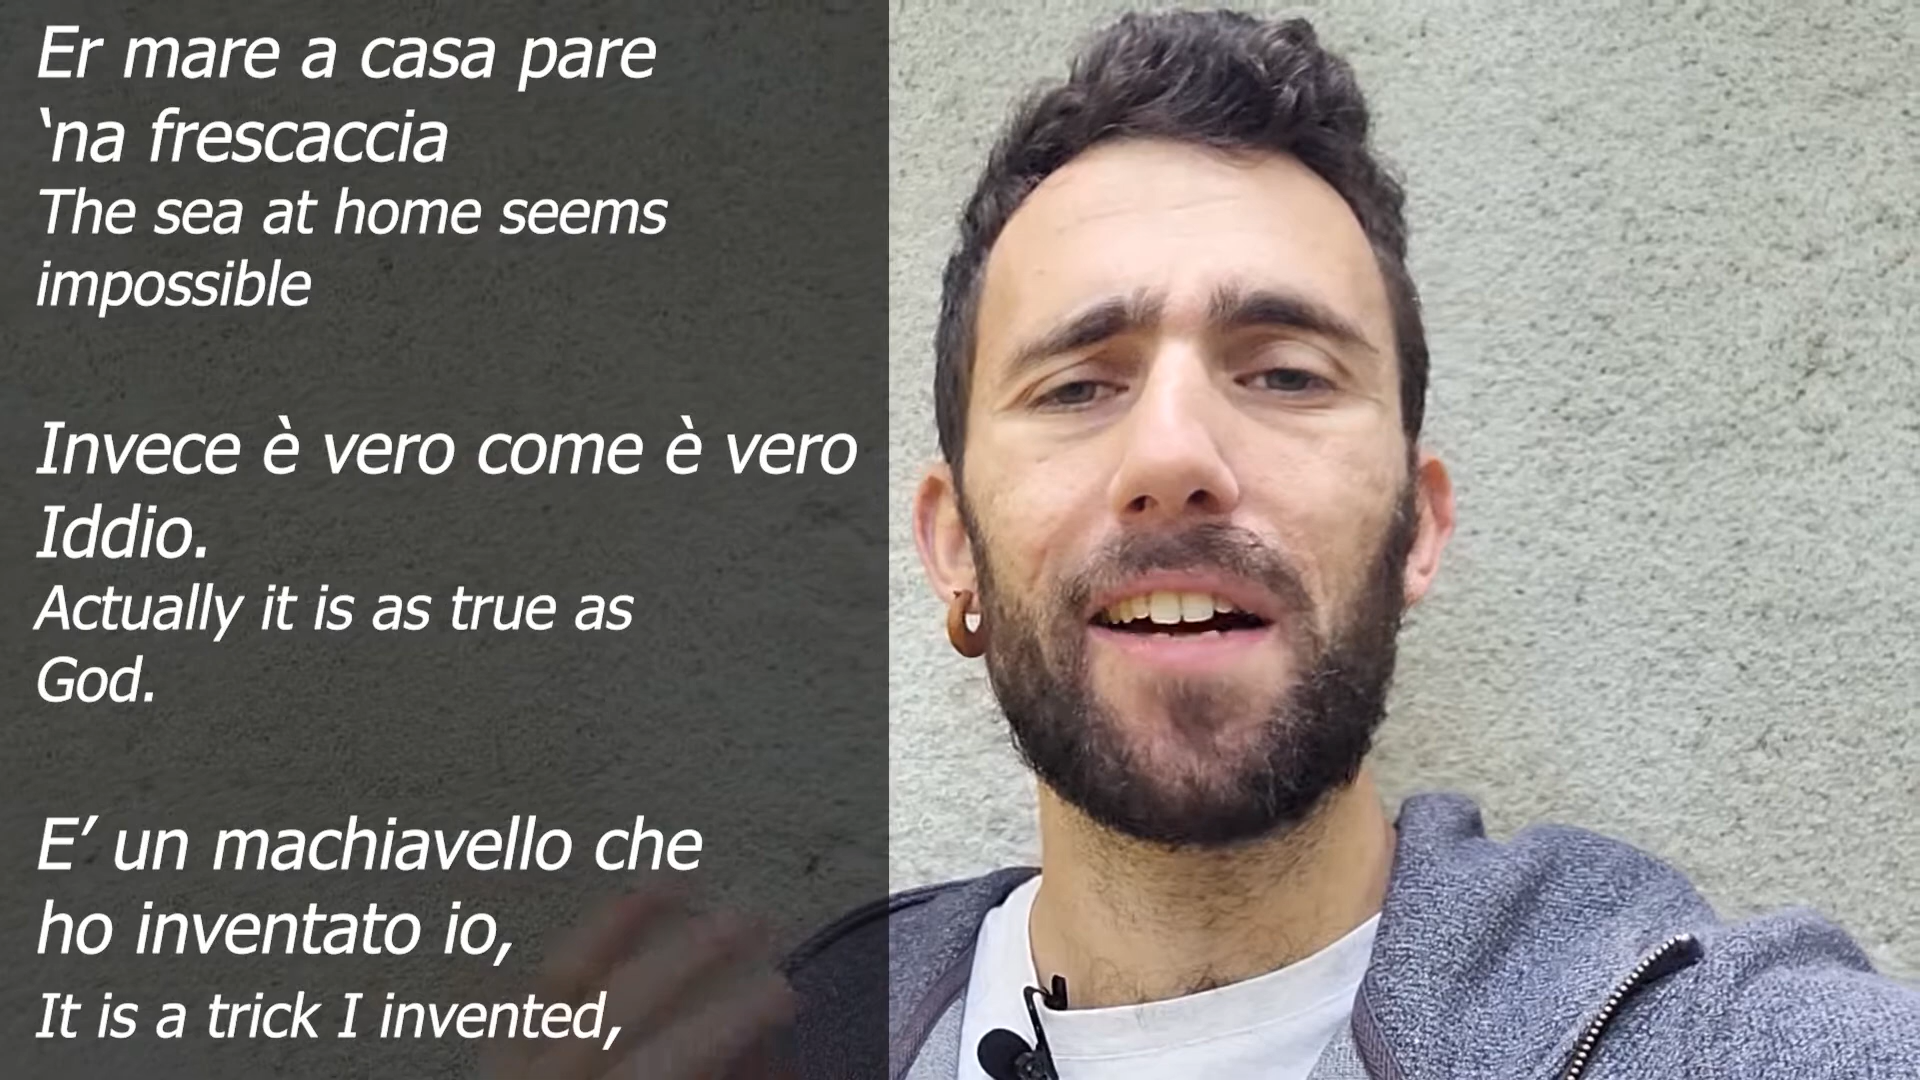 Er mare a casa pare
‘na frescaccia
The sea at home seems
impossible
Invece è vero come è vero
Iddio.
Actually it is as true as
God.
E’ un machiavello che
ho inventato io,
It is a trick I invented,